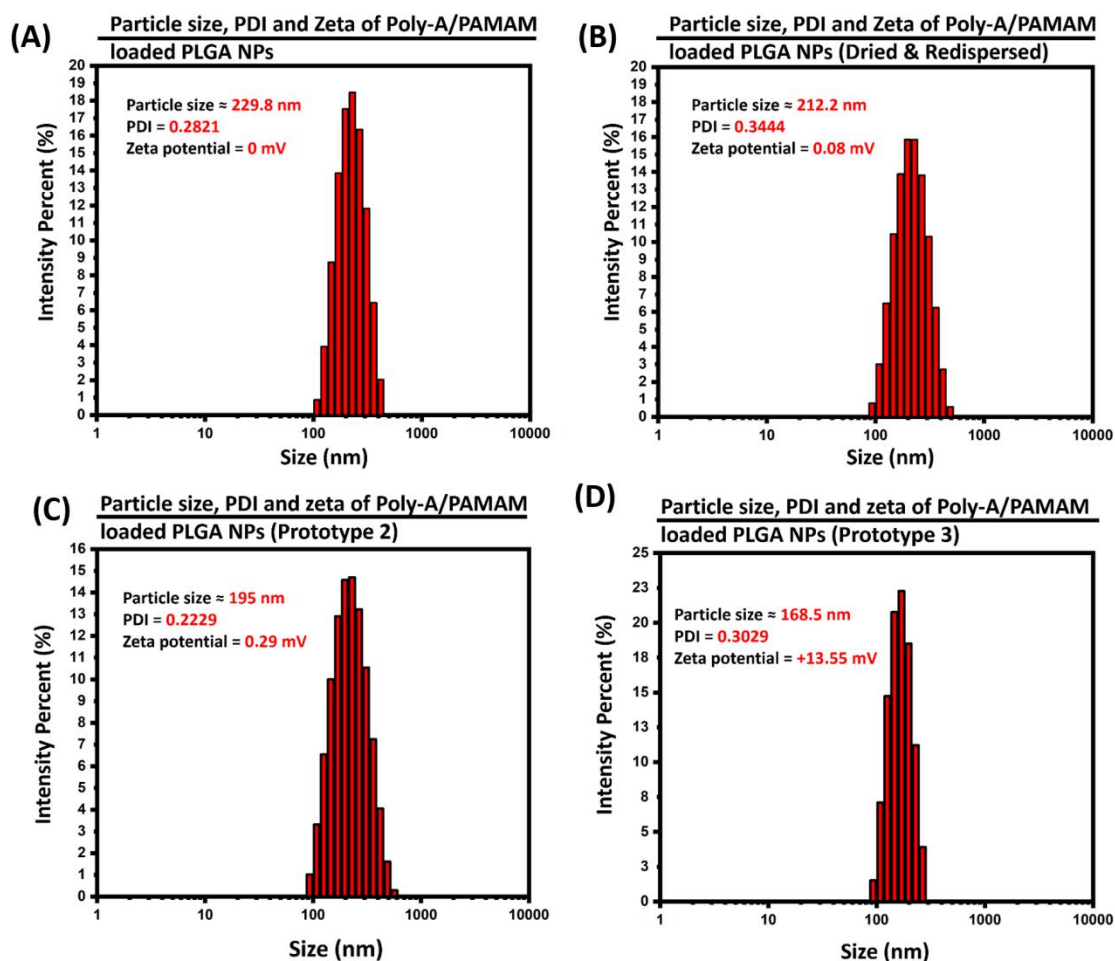 (A)
Particle size, PDI and Zeta of Poly-A/PAMAM
loaded PLGA NPs
Particle size ≈ 229.8 nm
PDI = 0.2821
Zeta potential = 0 mV
Intensity Percent (%)
20
19
18
17
16
15
14
13
12
11
10
9
8
7
6
5
4
3
2
1
0
1 10 100 1000 10000
Size (nm)
(B)
Particle size, PDI and Zeta of Poly-A/PAMAM
loaded PLGA NPs (Dried & Redispersed)
Particle size ≈ 212.2 nm
PDI = 0.3444
Zeta potential = 0.08 mV
Intensity Percent (%)
20
19
18
17
16
15
14
13
12
11
10
9
8
7
6
5
4
3
2
1
0
1 10 100 1000 10000
Size (nm)
(C)
Particle size, PDI and zeta of Poly-A/PAMAM
loaded PLGA NPs (Prototype 2)
Particle size ≈ 195 nm
PDI = 0.2229
Zeta potential = 0.29 mV
Intensity Percent (%)
16
15
14
13
12
11
10
9
8
7
6
5
4
3
2
1
0
1 10 100 1000 10000
Size (nm)
(D)
Particle size, PDI and zeta of Poly-A/PAMAM
loaded PLGA NPs (Prototype 3)
Particle size ≈ 168.5 nm
PDI = 0.3029
Zeta potential = +13.55 mV
Intensity Percent (%)
25
23
20
18
15
13
10
8
5
3
0
1 10 100 1000 10000
Size (nm)